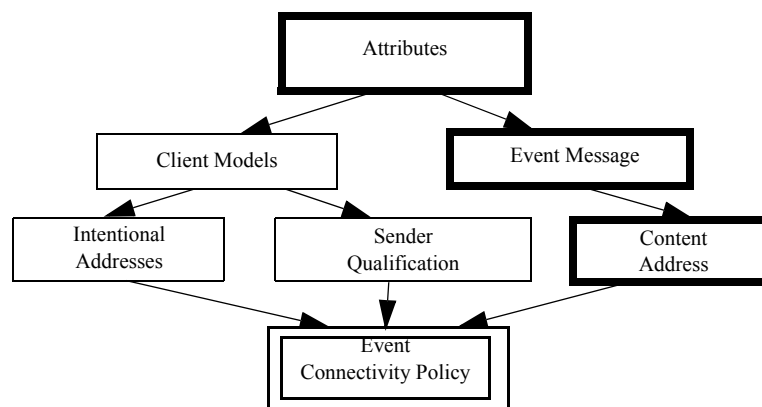 Attributes
Client Models
Event Message
Intentional
Addresses
Sender
Qualification
Content
Address
Event
Connectivity Policy